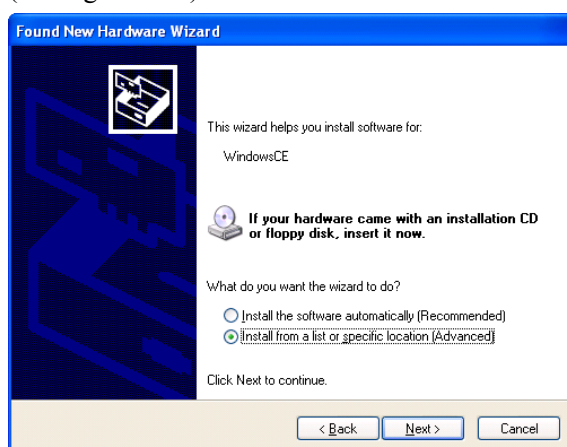 Found New Hardware Wizard
This wizard helps you install software for:
WindowsCE
If your hardware came with an installation CD
or floppy disk, insert it now.
What do you want the wizard to do?
Install the software automatically (Recommended)
Install from a list or specific location (Advanced)
Click Next to continue.
< Back Next > Cancel